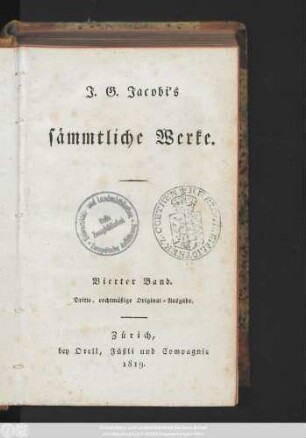 J. G. Jacobi's
sämmtliche Werke.
Vierter Band.
Dritte, rechtmäßige Original-Ausgabe.
Zürich,
bey Orell, Füßli und Compagnie
1819.